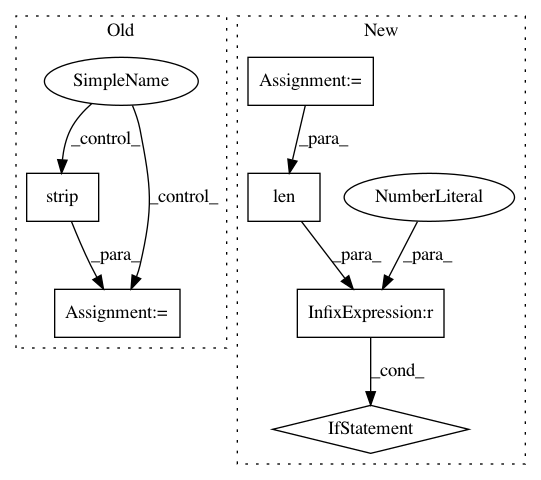 Old
New
SimpleName
Assignment:=
_control_
_para_
strip
_control_
len
NumberLiteral
_para_
_para_
_para_
Assignment:=
InfixExpression:r
_cond_
IfStatement